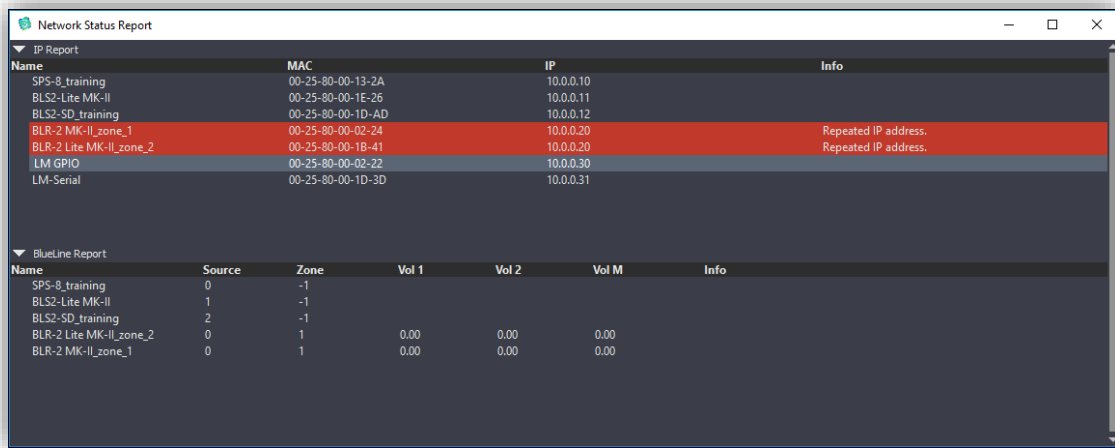 Network Status Report
IP Report
Name MAC IP Info
SPS-8_training 00-25-80-00-13-2A 10.0.0.10
BLS2-Lite MK-II 00-25-80-00-1E-26 10.0.0.11
BLS2-SD_training 00-25-80-00-1D-AD 10.0.0.12
BLR-2 MK-II_zone_1 00-25-80-00-02-24 10.0.0.20 Repeated IP address.
BLR-2 Lite MK-II_zone_2 00-25-80-00-1B-41 10.0.0.20 Repeated IP address.
LM GPIO 00-25-80-00-02-22 10.0.0.30
LM-Serial 00-25-80-00-1D-3D 10.0.0.31
BlueLine Report
Name Source Zone Vol 1 Vol 2 Vol M Info
SPS-8_training 0 -1
BLS2-Lite MK-II 1 -1
BLS2-SD_training 2 -1
BLR-2 Lite MK-II_zone_2 0 1 0.00 0.00 0.00
BLR-2 MK-II_zone_1 0 1 0.00 0.00 0.00